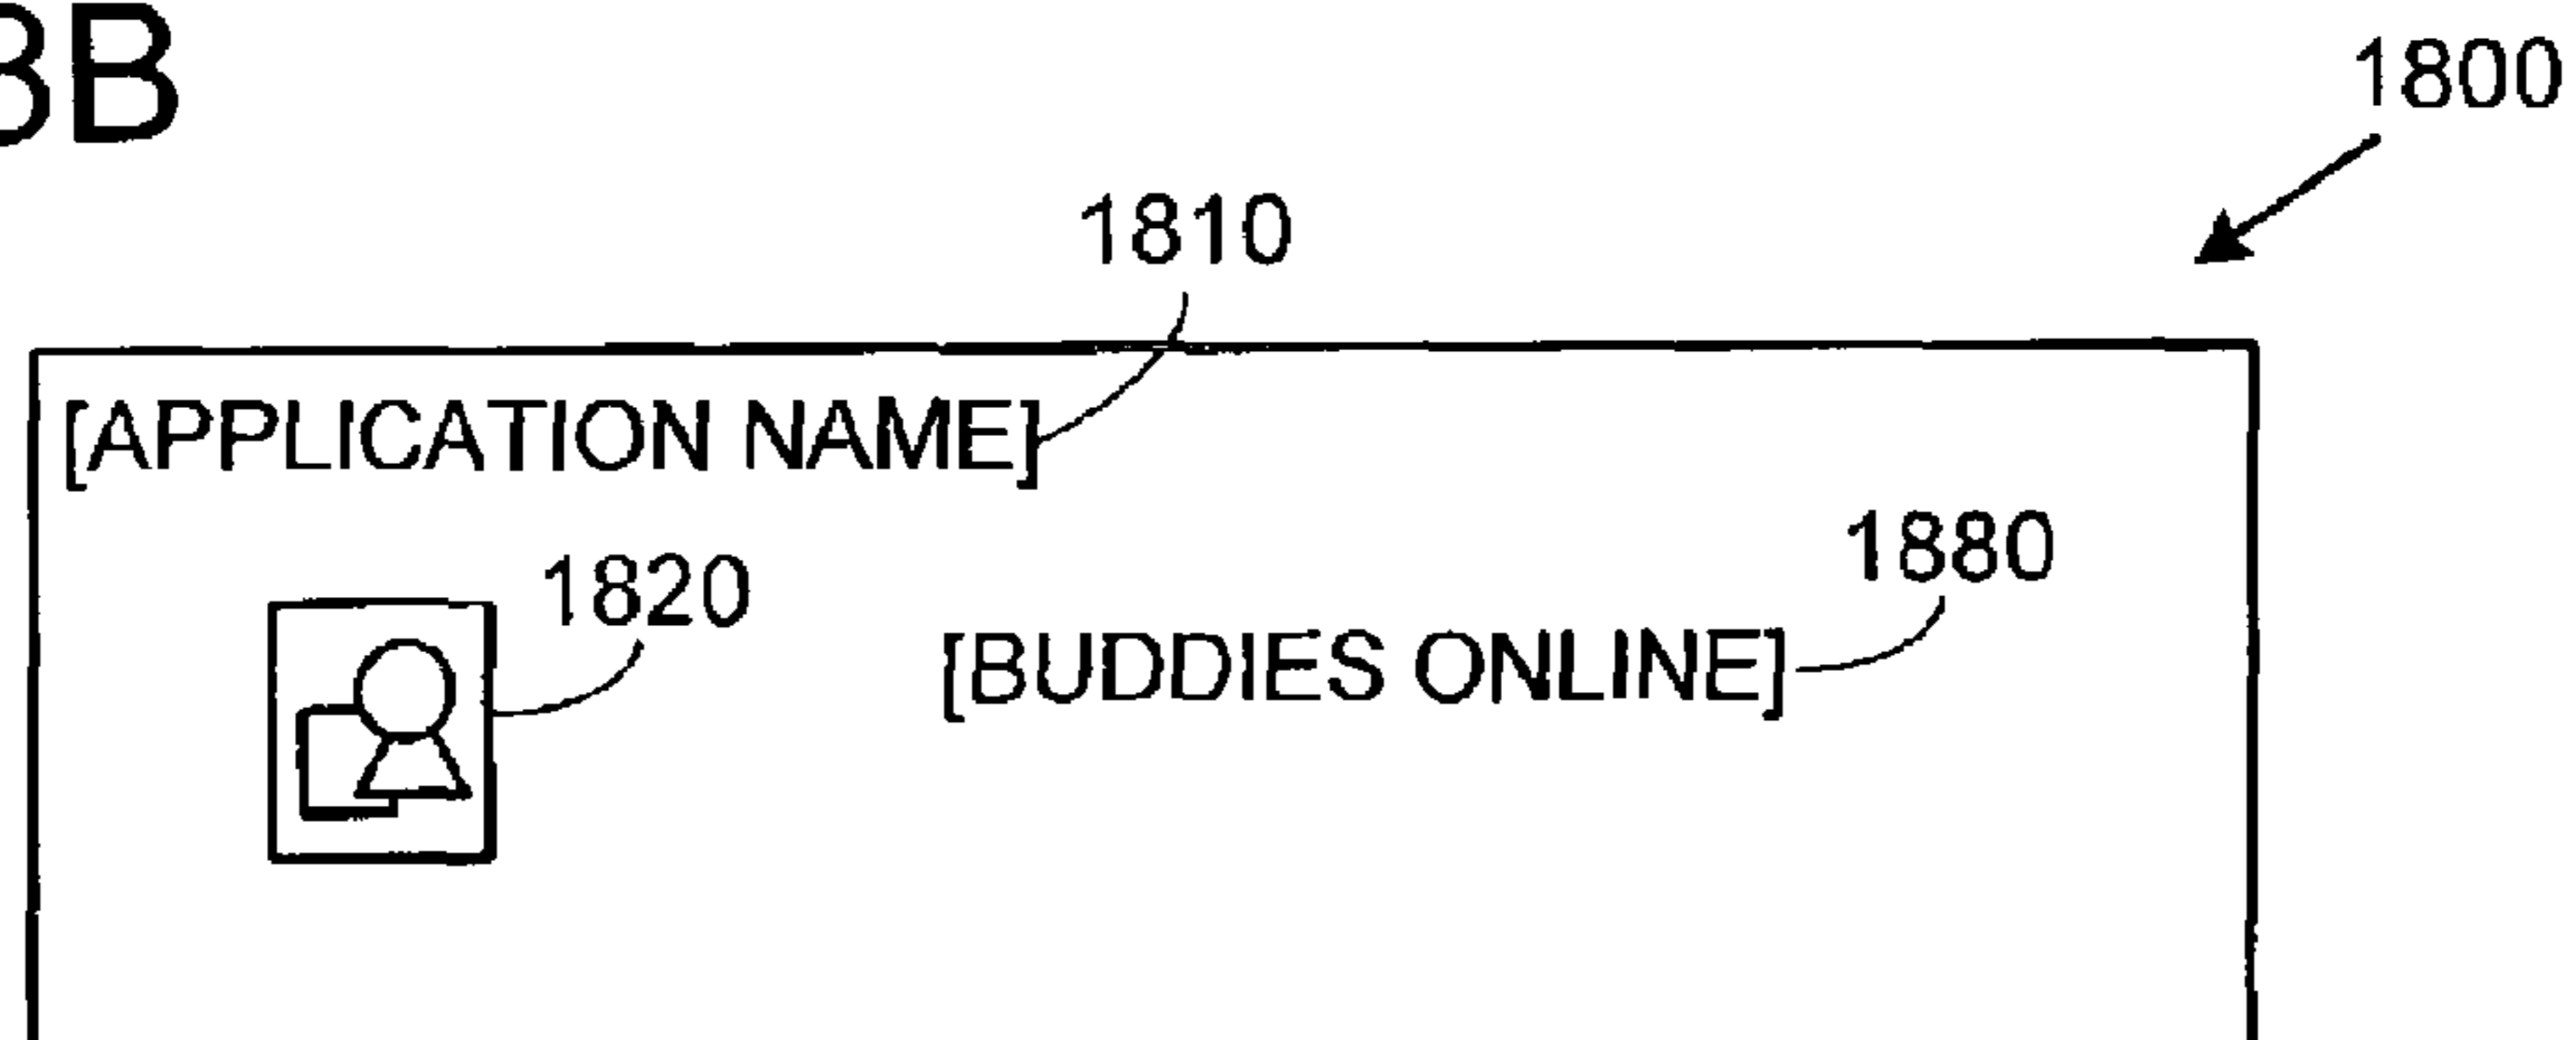 3B
1800
1810
[APPLICATION NAME]
1880
1820
[BUDDIES ONLINE]